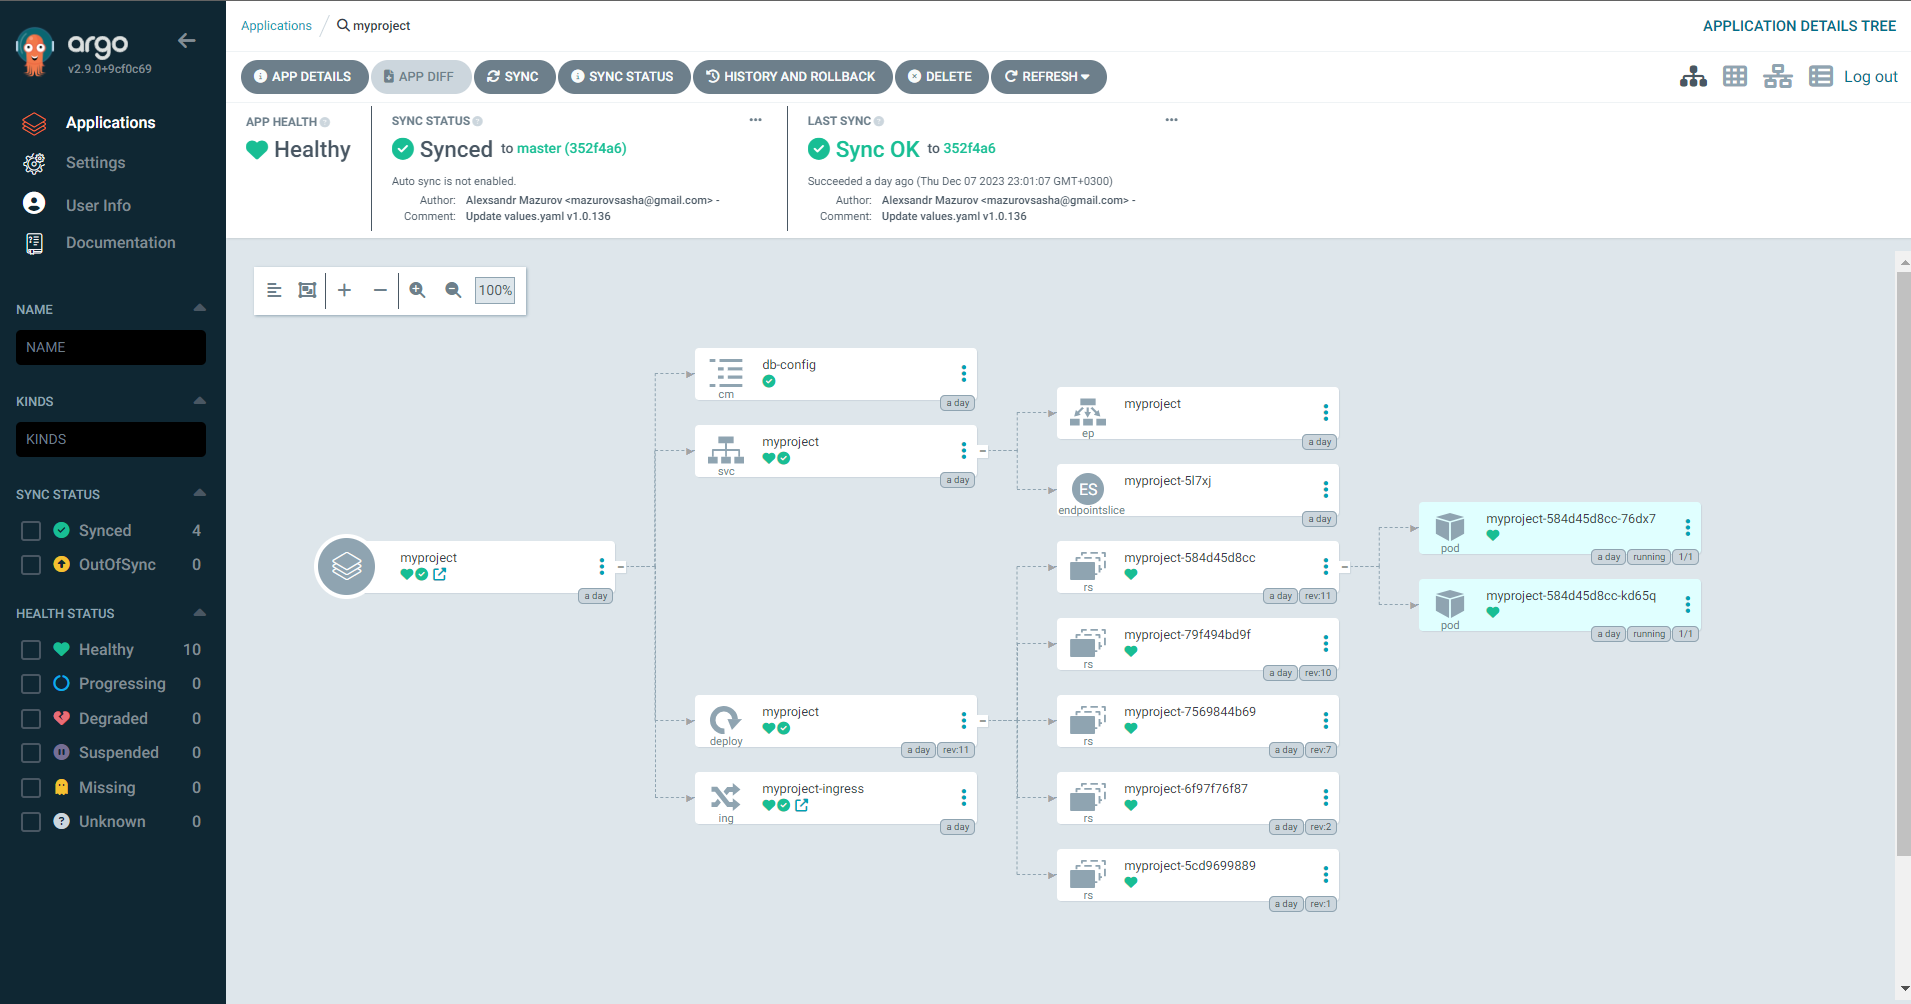 argo
v2.9.0+9cf0c69
Applications
Settings
User Info
Documentation
NAME
NAME
KINDS
KINDS
SYNC STATUS
Synced 4
OutOfSync 0
HEALTH STATUS
Healthy 10
Progressing 0
Degraded 0
Suspended 0
Missing 0
Unknown 0
Applications / myproject
APPLICATION DETAILS TREE
APP DETAILS APP DIFF SYNC SYNC STATUS HISTORY AND ROLLBACK DELETE REFRESH
Log out
APP HEALTH
Healthy
SYNC STATUS
Synced to master (352f4a6)
Auto sync is not enabled.
Author: Alexsandr Mazurov <mazurovsasha@gmail.com> -
Comment: Update values.yaml v1.0.136
LAST SYNC
Sync OK to 352f4a6
Succeeded a day ago (Thu Dec 07 2023 23:01:07 GMT+0300)
Author: Alexsandr Mazurov <mazurovsasha@gmail.com> -
Comment: Update values.yaml v1.0.136
100%
myproject
a day
db-config
cm
a day
myproject
svc
a day
myproject
deploy
a day rev:11
myproject-ingress
ing
a day
myproject
ep
a day
ES
myproject-5l7xj
endpointslice
a day
myproject-584d45d8cc
rs
a day rev:11
myproject-79f494bd9f
rs
a day rev:10
myproject-7569844b69
rs
a day rev:7
myproject-6f97f76f87
rs
a day rev:2
myproject-5cd9699889
rs
a day rev:1
myproject-584d45d8cc-76dx7
pod
a day running 1/1
myproject-584d45d8cc-kd65q
pod
a day running 1/1